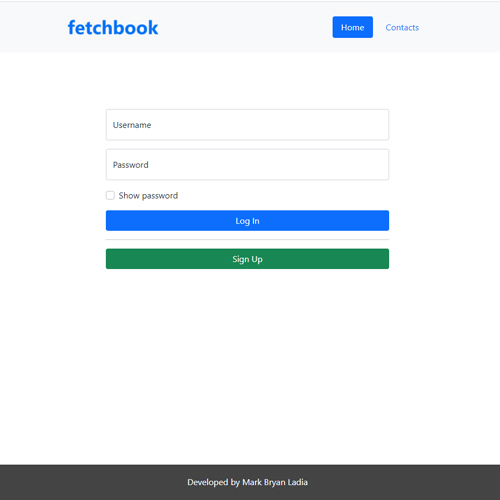 fetchbook
Home Contacts
Username
Password
Show password
Log In
Sign Up
Developed by Mark Bryan Ladia